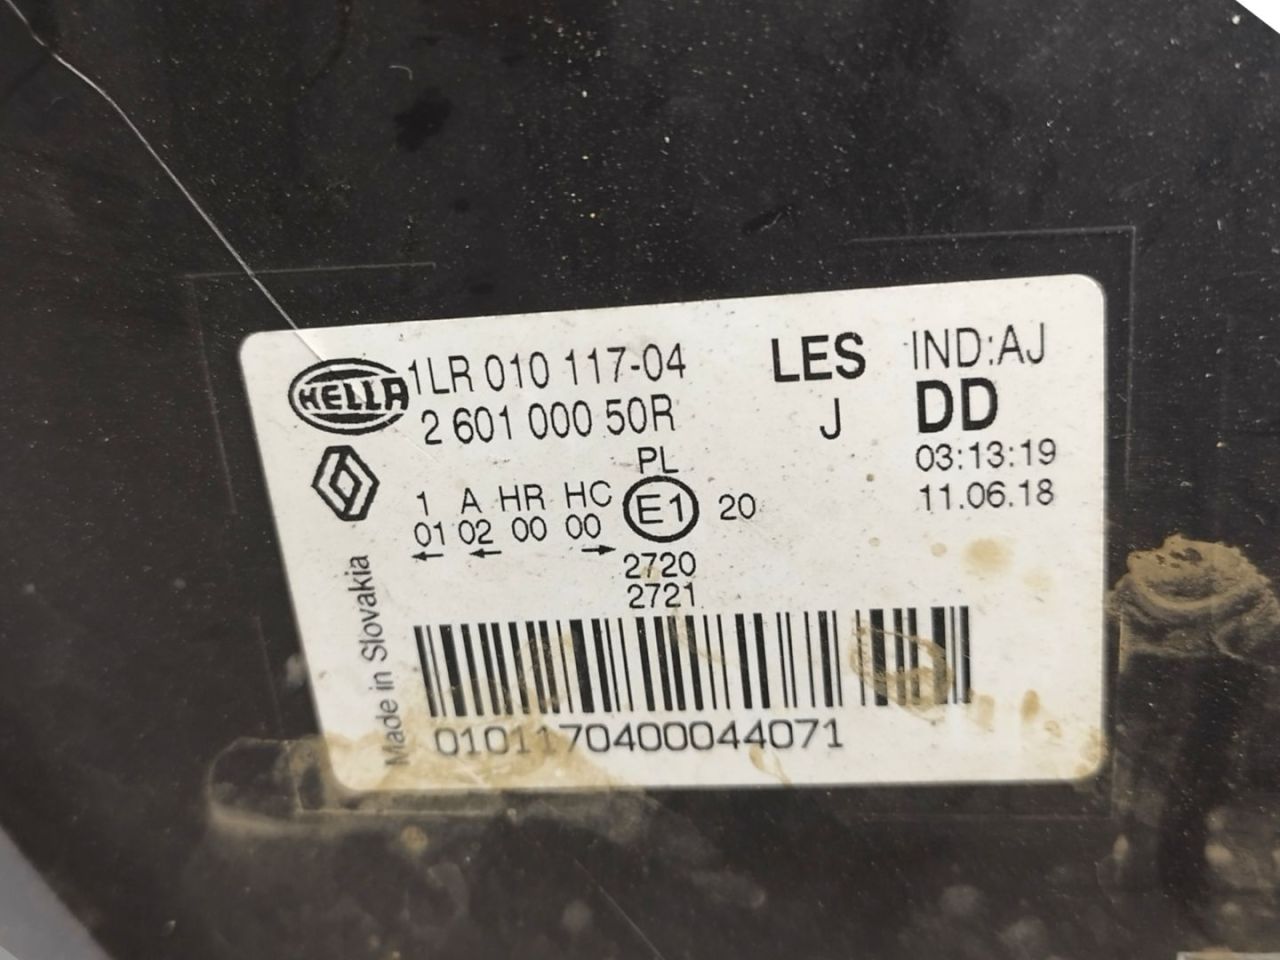 HELLA 1LR 010 117-04 LES IND:AJ
2 601 000 50R J DD
PL 03:13:19
1 A HR HC E1 20 11.06.18
01 02 00 00
← ← →
2720
2721
Made in Slovakia
0101170400044071